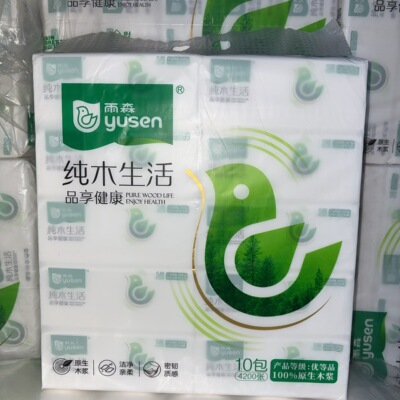 雨森
yusen
®
纯木生活
品享健康
PURE WOOD LIFE
ENJOY HEALTH
原生
木浆
洁净
亲柔
密韧
质感
10包
4200张
产品等级:优等品
100%原生木浆